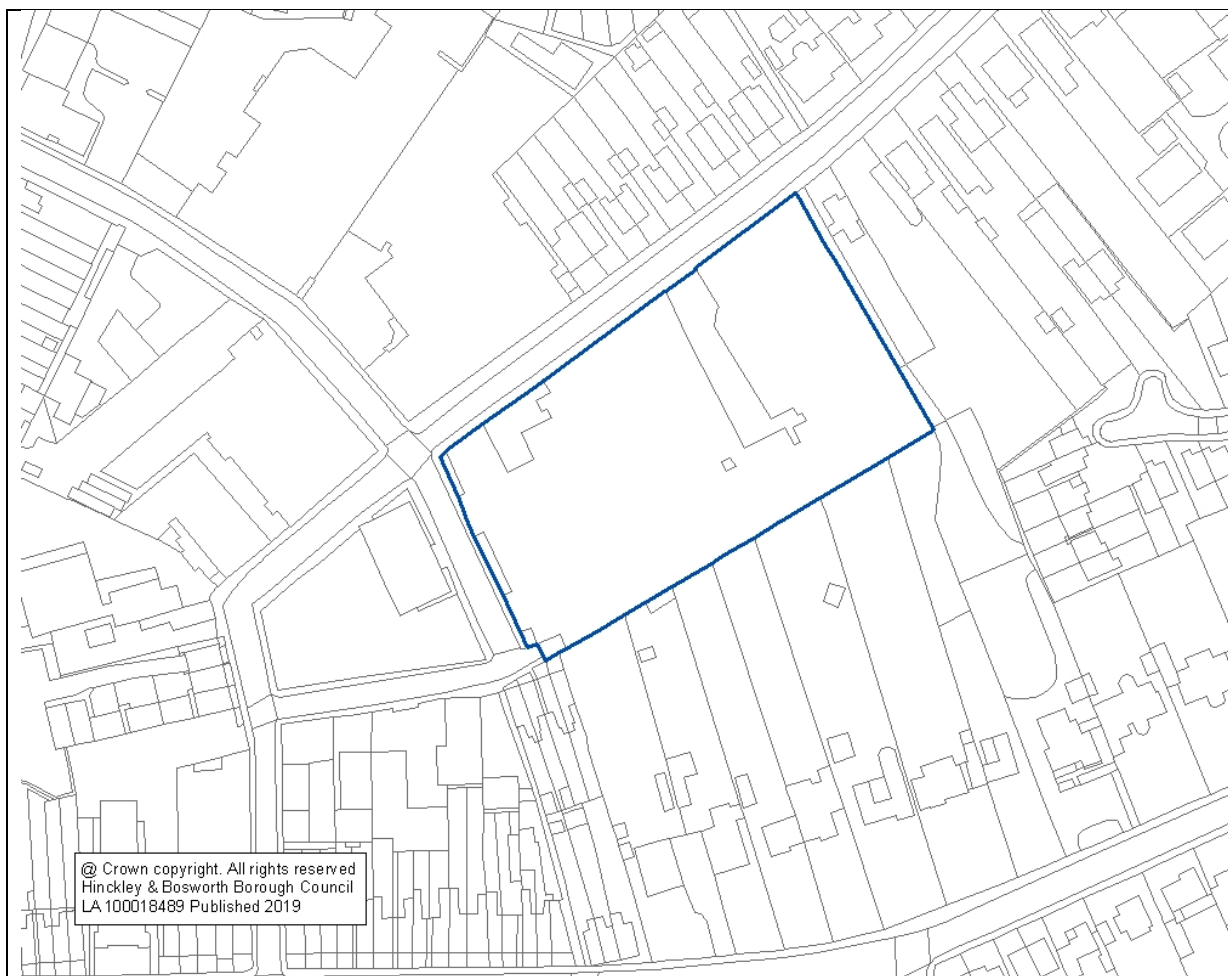 @ Crown copyright. All rights reserved
Hinckley & Bosworth Borough Council
LA 100018489 Published 2019